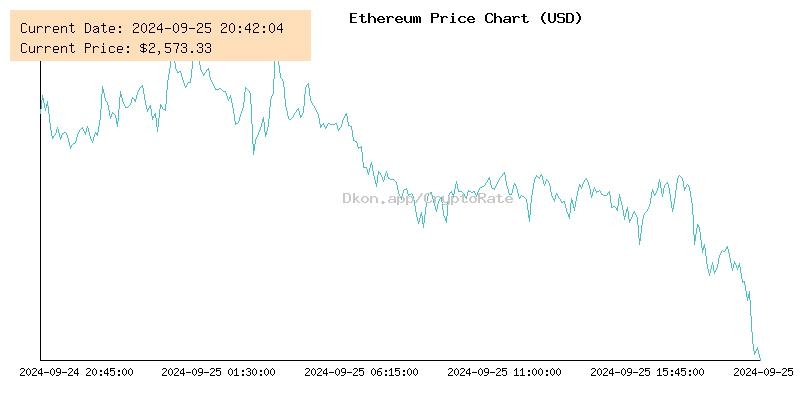 Ethereum Price Chart (USD)
Current Date: 2024-09-25 20:42:04
Current Price: $2,573.33
Dkon.app/CryptoRate
2024-09-24 20:45:00 2024-09-25 01:30:00 2024-09-25 06:15:00 2024-09-25 11:00:00 2024-09-25 15:45:00 2024-09-25